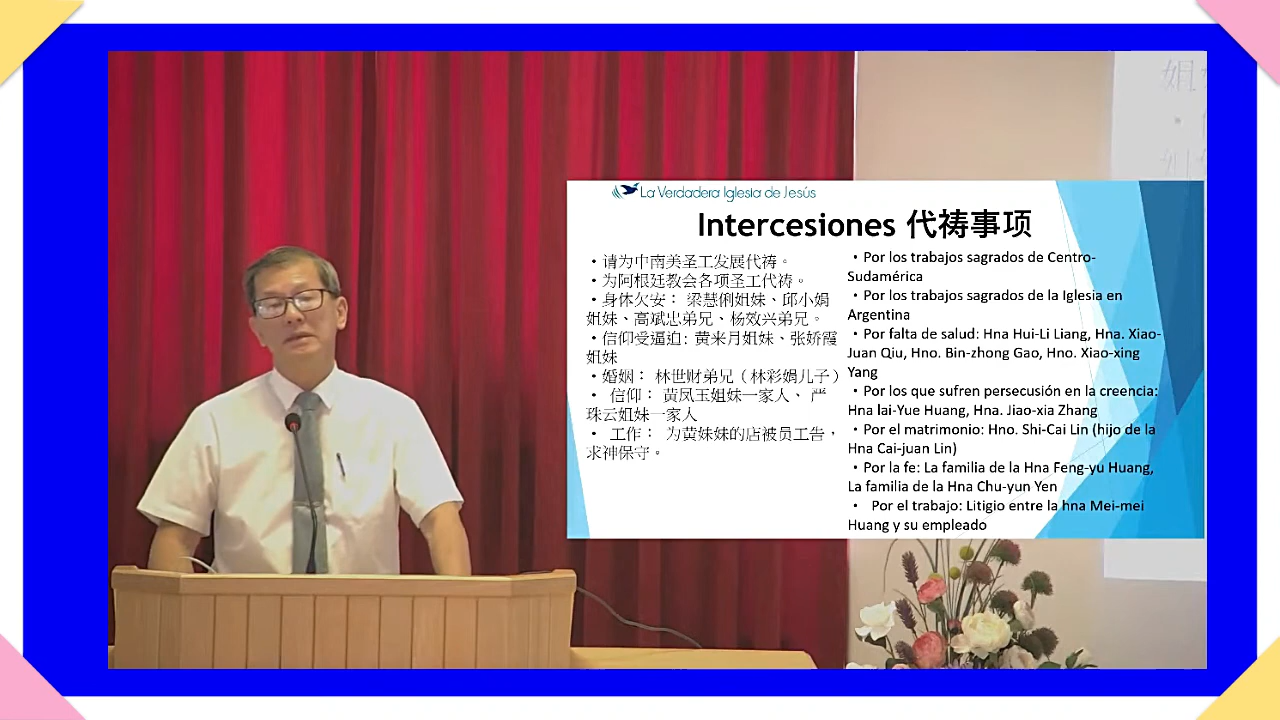 La Verdadera Iglesia de Jesús
Intercesiones 代祷事项
・请为中南美圣工发展代祷。
・为阿根廷教会各项圣工代祷。
・身体欠安： 梁慧俐姐妹、邱小娟
姐妹、高斌忠弟兄、杨效兴弟兄。
・信仰受逼迫：黄来月姐妹、张娇霞
姐妹
・婚姻： 林世财弟兄（林彩娟儿子）
・ 信仰： 黄凤玉姐妹一家人、 严
珠云姐妹一家人
・ 工作： 为黄妹妹的店被员工告，
求神保守。
・Por los trabajos sagrados de Centro-
Sudamérica
・Por los trabajos sagrados de la Iglesia en
Argentina
・Por falta de salud: Hna Hui-Li Liang, Hna. Xiao-
Juan Qiu, Hno. Bin-zhong Gao, Hno. Xiao-xing
Yang
・Por los que sufren persecusión en la creencia:
Hna lai-Yue Huang, Hna. Jiao-xia Zhang
・Por el matrimonio: Hno. Shi-Cai Lin (hijo de la
Hna Cai-juan Lin)
・Por la fe: La familia de la Hna Feng-yu Huang,
La familia de la Hna Chu-yun Yen
・ Por el trabajo: Litigio entre la hna Mei-mei
Huang y su empleado